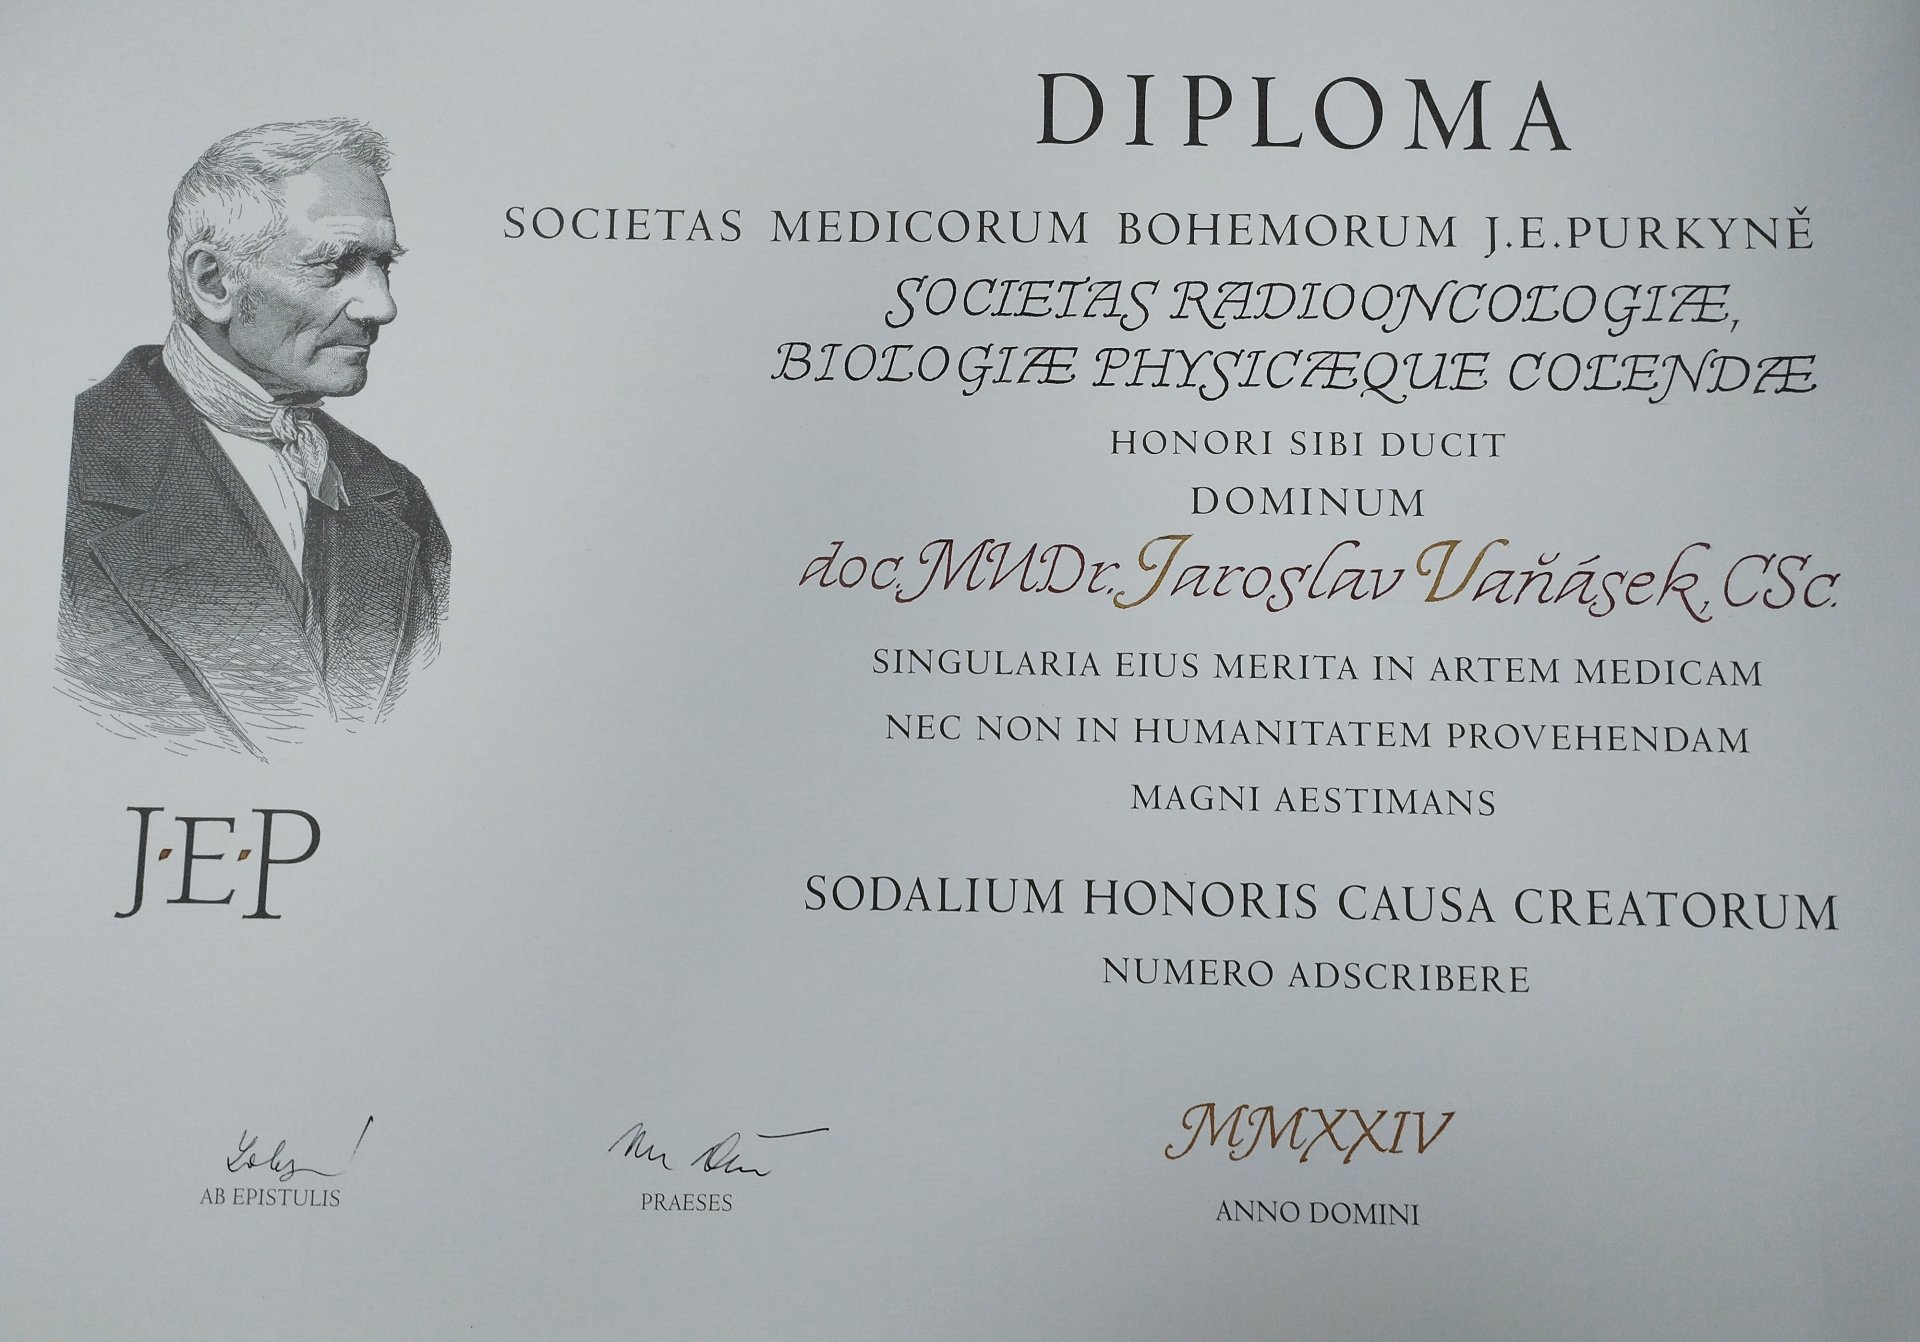 DIPLOMA
SOCIETAS MEDICORUM BOHEMORUM J.E.PURKYNĚ
SOCIETAS RADIOONCOLOGIÆ,
BIOLOGIÆ PHYSICÆQUE COLENDÆ
HONORI SIBI DUCIT
DOMINUM
doc.MUDr.Jaroslav Vaňásek, CSc.
SINGULARIA EIUS MERITA IN ARTEM MEDICAM
NEC NON IN HUMANITATEM PROVEHENDAM
MAGNI AESTIMANS
J·E·P
SODALIUM HONORIS CAUSA CREATORUM
NUMERO ADSCRIBERE
MMXXIV
AB EPISTULIS
PRAESES
ANNO DOMINI